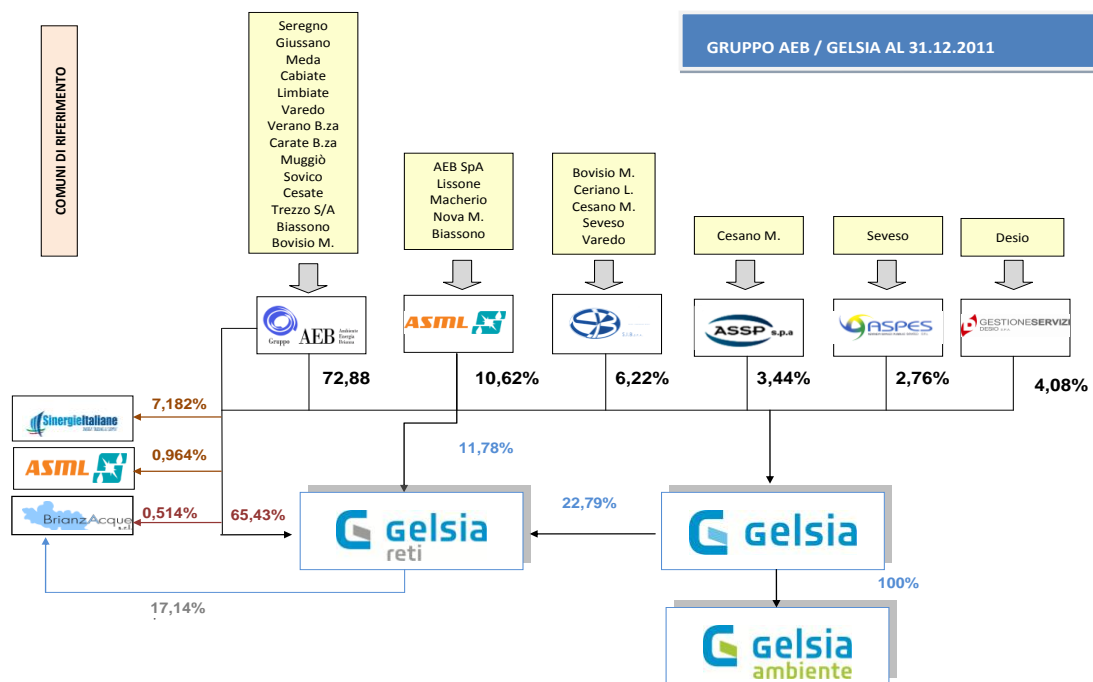 GRUPPO AEB / GELSIA AL 31.12.2011
COMUNI DI RIFERIMENTO
Seregno
Giussano
Meda
Cabiate
Limbiate
Varedo
Verano B.za
Carate B.za
Muggiò
Sovico
Cesate
Trezzo S/A
Biassono
Bovisio M.
AEB SpA
Lissone
Macherio
Nova M.
Biassono
Bovisio M.
Ceriano L.
Cesano M.
Seveso
Varedo
Cesano M.
Seveso
Desio
Gruppo
AEB
Ambiente
Energia
Brianza
ASML
ASSP s.p.a
ASPES
GESTIONESERVIZI
DESIO
72,88
10,62%
6,22%
3,44%
2,76%
4,08%
SinergieItaliane
7,182%
ASML
0,964%
BrianzAcque
s.r.l.
0,514%
65,43%
11,78%
22,79%
Gelsia
reti
Gelsia
100%
17,14%
Gelsia
ambiente